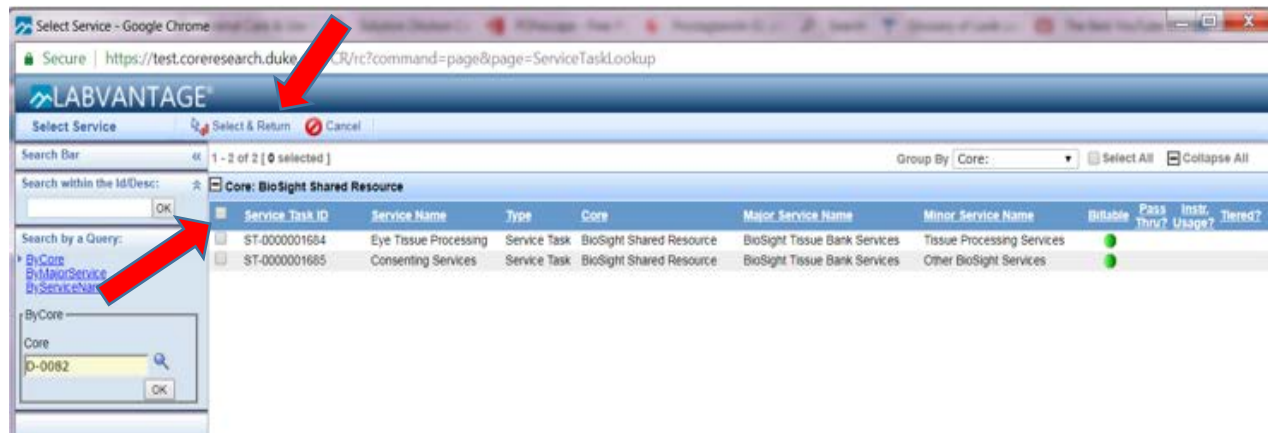 Select Service - Google Chrome
Secure | https://test.coreresearch.duke R/rc?command=page&page=ServiceTaskLookup
LABVANTAGE®
Select Service Select & Return Cancel
Search Bar « 1 - 2 of 2 [ 0 selected ] Group By Core: Select All Collapse All
Search within the Id/Desc: Core: BioSight Shared Resource
OK
Service Task ID Service Name Type Core Major Service Name Minor Service Name Billable Pass Thru? Instr. Usage? Tiered?
Search by a Query: ST-0000001684 Eye Tissue Processing Service Task BioSight Shared Resource BioSight Tissue Bank Services Tissue Processing Services
ByCore ST-0000001685 Consenting Services Service Task BioSight Shared Resource BioSight Tissue Bank Services Other BioSight Services
ByMajorService
ByServiceNa
ByCore
Core
D-0082
OK